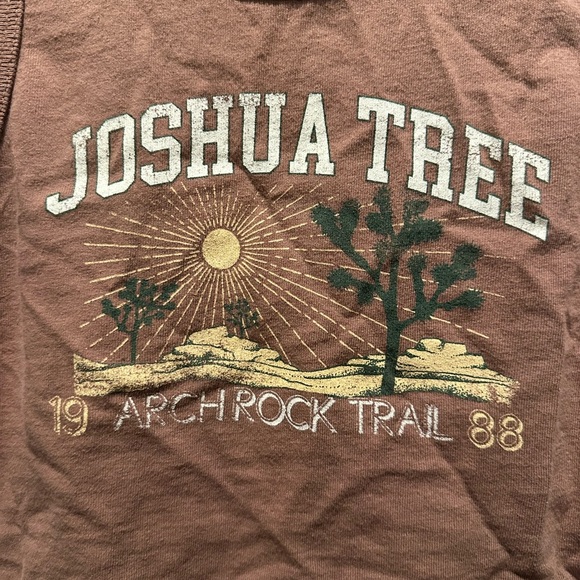 JOSHUA TREE
19 ARCH ROCK TRAIL 88